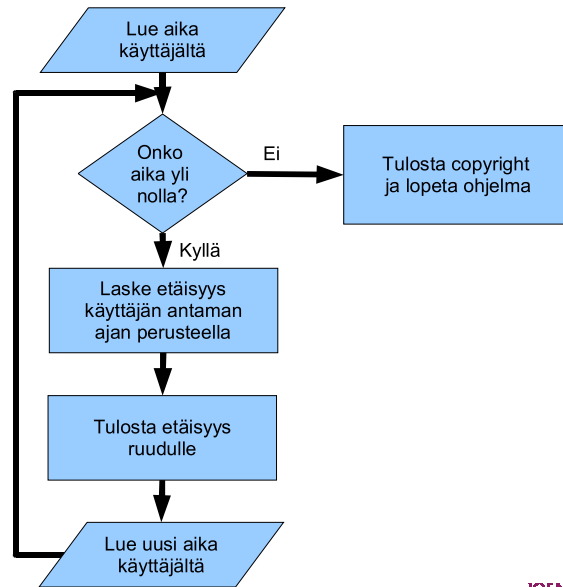 Lue aika
käyttäjältä
Onko
aika yli
nolla?
Ei
Tulosta copyright
ja lopeta ohjelma
Kyllä
Laske etäisyys
käyttäjän antaman
ajan perusteella
Tulosta etäisyys
ruudulle
Lue uusi aika
käyttäjältä